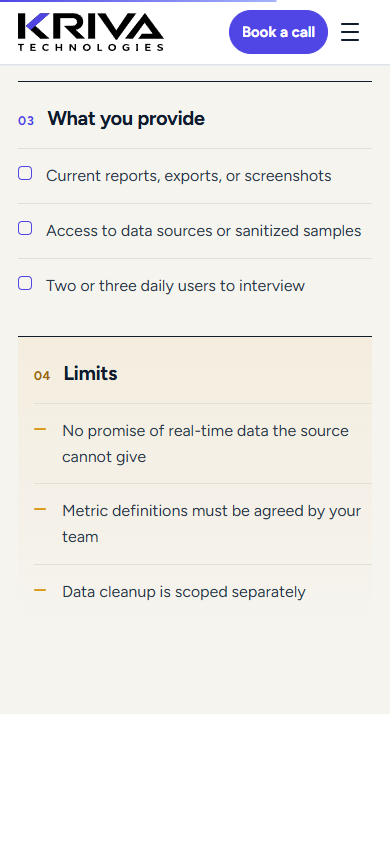 KRIVA
TECHNOLOGIES
Book a call
03 What you provide
Current reports, exports, or screenshots
Access to data sources or sanitized samples
Two or three daily users to interview
04 Limits
No promise of real-time data the source
cannot give
Metric definitions must be agreed by your
team
Data cleanup is scoped separately